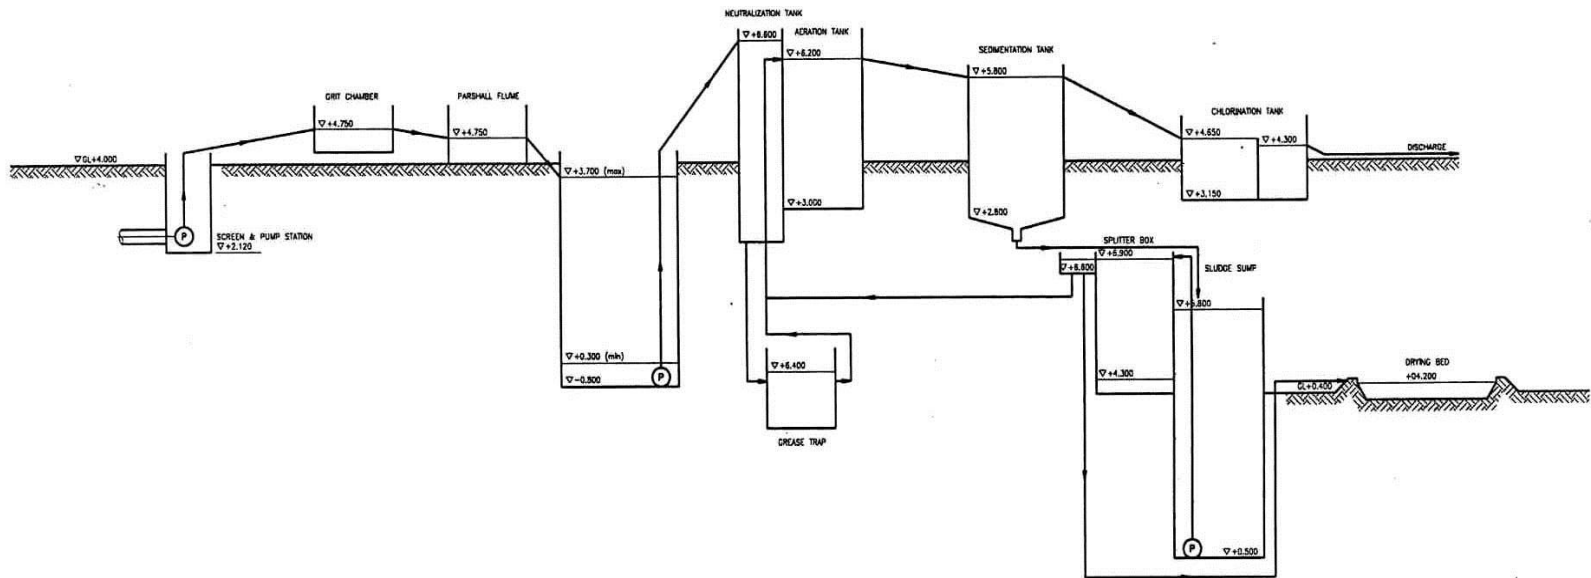 NEUTRALIZATION TANK
▽+6.600
AERATION TANK
▽+6.200
SEDIMENTATION TANK
▽+5.800
GRIT CHAMBER
▽+4.750
PARSHALL FLUME
▽+4.750
CHLORINATION TANK
▽+4.650
▽+4.300
DISCHARGE
▽GL+4.000
▽+3.700 (max)
▽+3.000
▽+2.800
▽+3.150
P
SCREEN & PUMP STATION
▽+2.120
SPLITTER BOX
▽+6.900
SLUDGE SUMP
▽+0.300 (min)
▽-0.800
P
▽+6.400
GREASE TRAP
▽+4.300
GL+0.400
DRYING BED
+04.200
P
▽+0.500